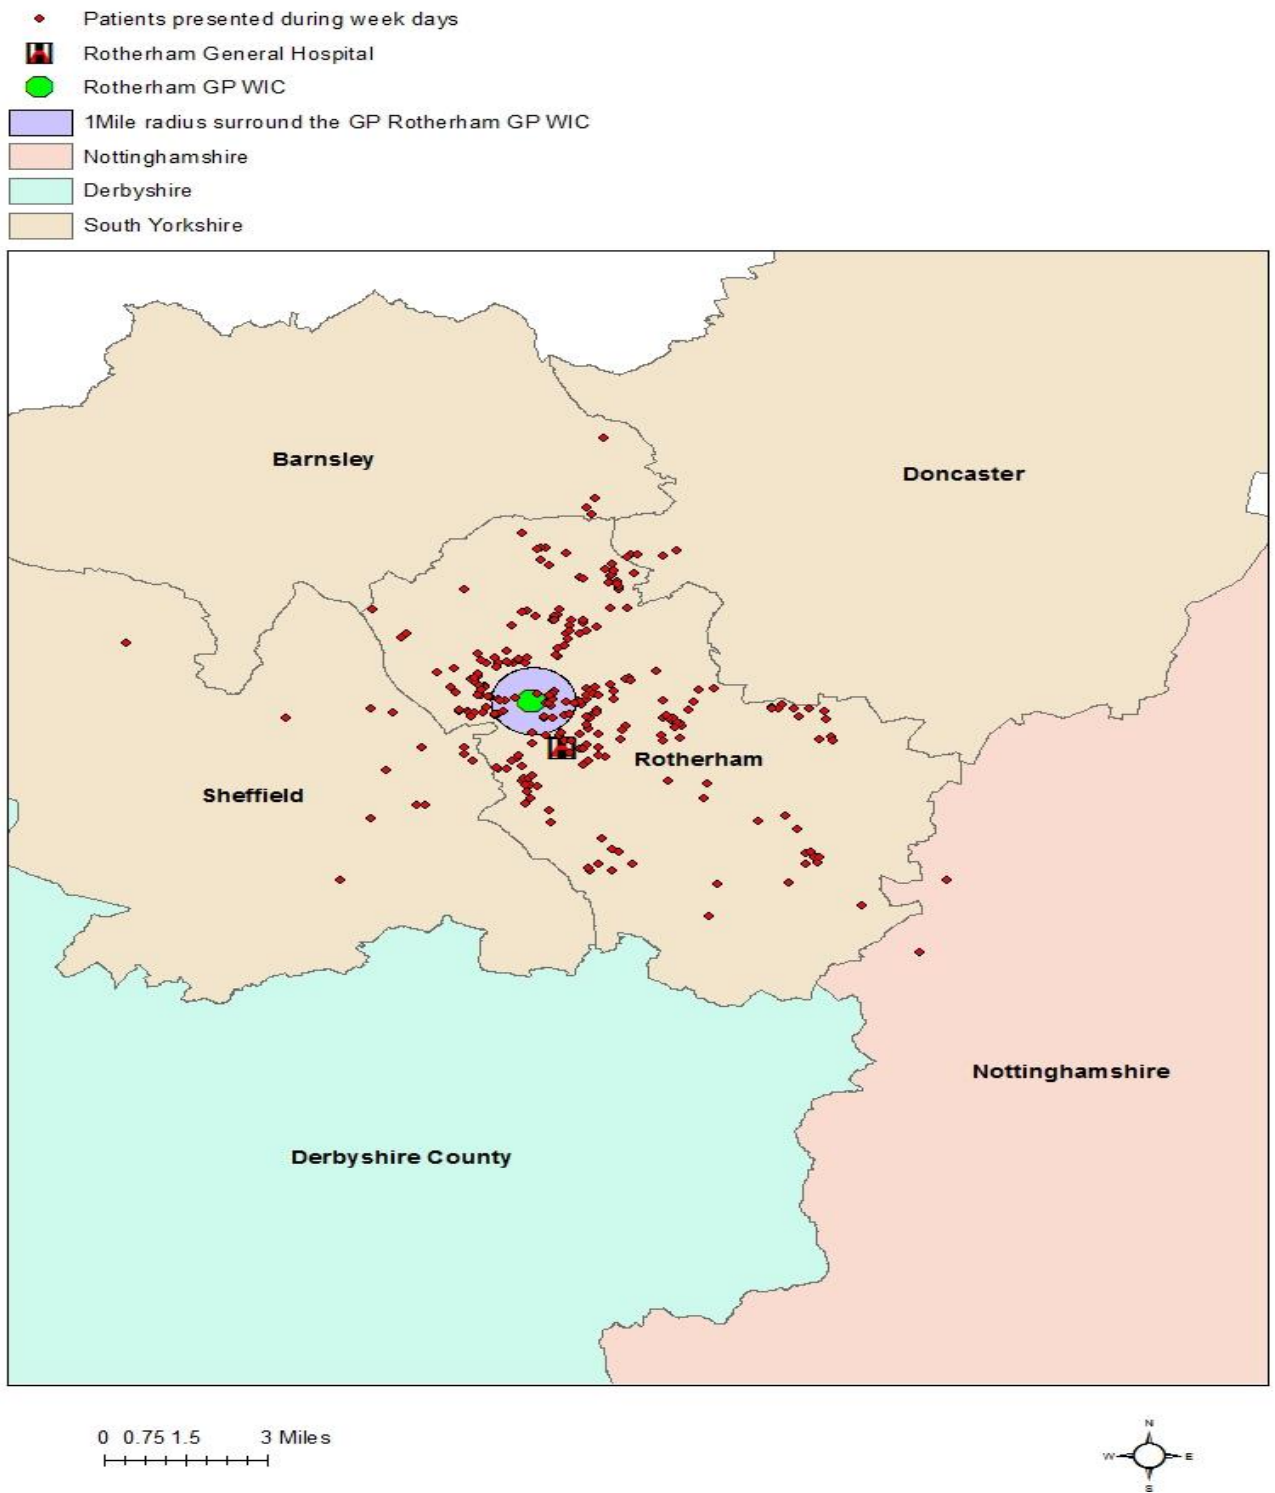 Patients presented during week days
Rotherham General Hospital
Rotherham GP WIC
1Mile radius surround the GP Rotherham GP WIC
Nottinghamshire
Derbyshire
South Yorkshire
Barnsley
Doncaster
Rotherham
Sheffield
Nottinghamshire
Derbyshire County
0 0.75 1.5 3 Miles
N
W E
S